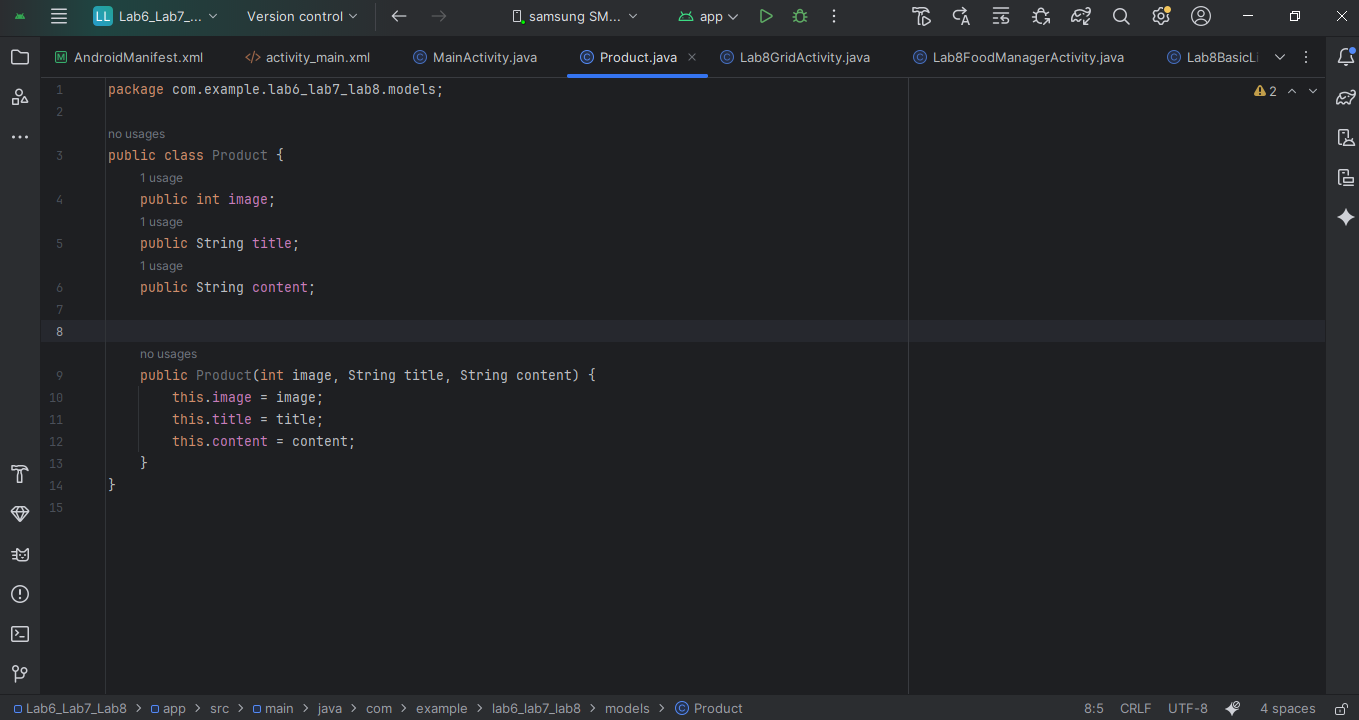 LL Lab6_Lab7_... Version control samsung SM... app
AndroidManifest.xml activity_main.xml MainActivity.java Product.java Lab8GridActivity.java Lab8FoodManagerActivity.java Lab8BasicLi
1 package com.example.lab6_lab7_lab8.models; 2
2
no usages
3 public class Product {
1 usage
4 public int image;
1 usage
5 public String title;
1 usage
6 public String content;
7
8
no usages
9 public Product(int image, String title, String content) {
10 this.image = image;
11 this.title = title;
12 this.content = content;
13 }
14 }
15
Lab6_Lab7_Lab8 > app > src > main > java > com > example > lab6_lab7_lab8 > models > Product 8:5 CRLF UTF-8 4 spaces